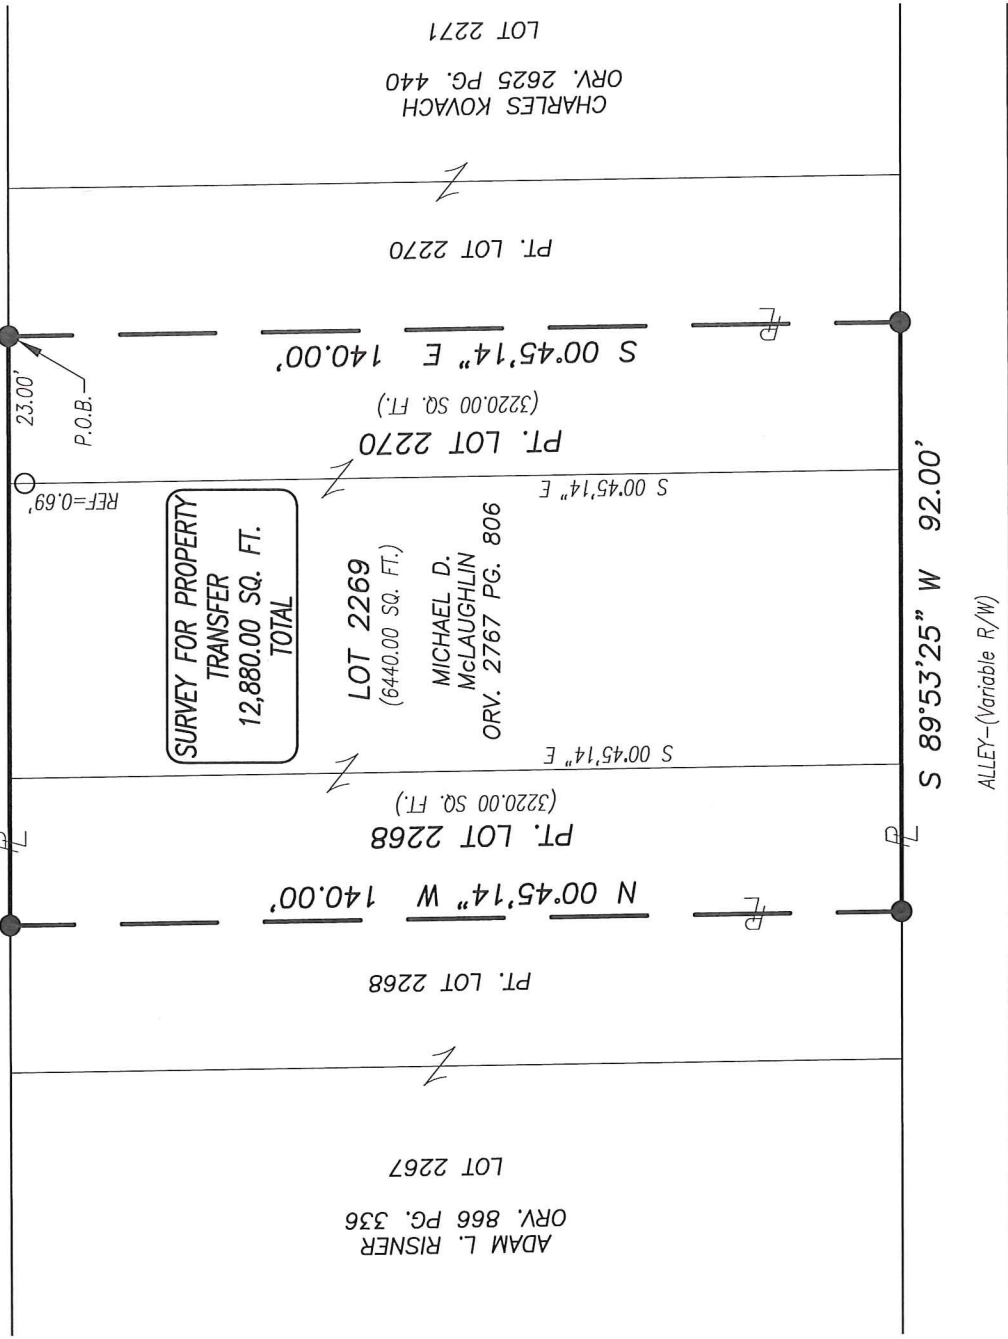 LOT 2271
CHARLES KOVACH
ORV. 2625 PG. 440
PT. LOT 2270
S 00°45'14" E 140.00'
(3220.00 SQ. FT.)
PT. LOT 2270
23.00'
P.O.B.
REF=0.69'
S 00°45'14" E
SURVEY FOR PROPERTY
TRANSFER
12,880.00 SQ. FT.
TOTAL
LOT 2269
(6440.00 SQ. FT.)
MICHAEL D.
McLAUGHLIN
ORV. 2767 PG. 806
S 00°45'14" E
PT. LOT 2268
(3220.00 SQ. FT.)
N 00°45'14" W 140.00'
PT. LOT 2268
LOT 2267
ADAM L. RISNER
ORV. 866 PG. 336
S 89°53'25" W 92.00'
ALLEY-(Variable R/W)
PL
PL
PL
PL